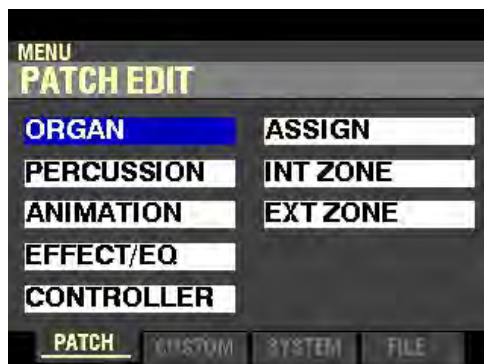 MENU
PATCH EDIT
ORGAN
PERCUSSION
ANIMATION
EFFECT/EQ
CONTROLLER
ASSIGN
INT ZONE
EXT ZONE
PATCH CUSTOM SYSTEM FILE